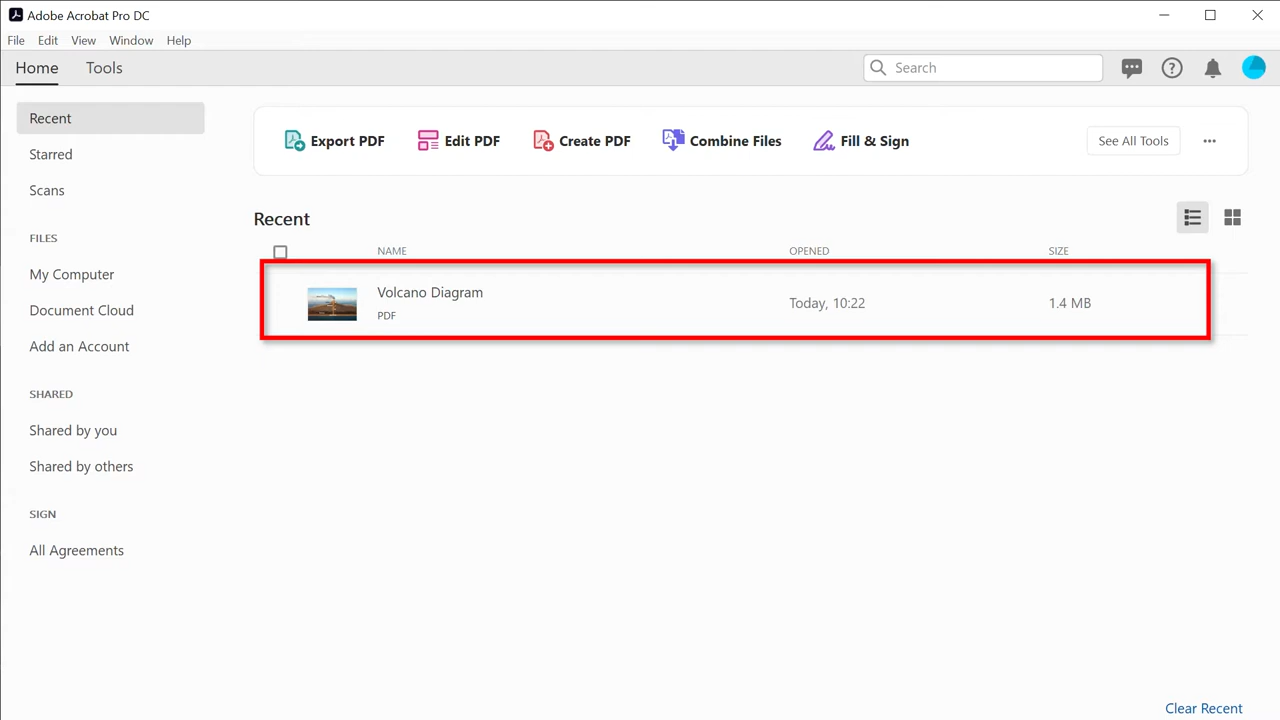 Adobe Acrobat Pro DC
File Edit View Window Help
Home Tools Search
Recent
Starred
Scans
FILES
My Computer
Document Cloud
Add an Account
SHARED
Shared by you
Shared by others
SIGN
All Agreements
Export PDF Edit PDF Create PDF Combine Files Fill & Sign See All Tools
Recent
NAME OPENED SIZE
Volcano Diagram Today, 10:22 1.4 MB
PDF
Clear Recent